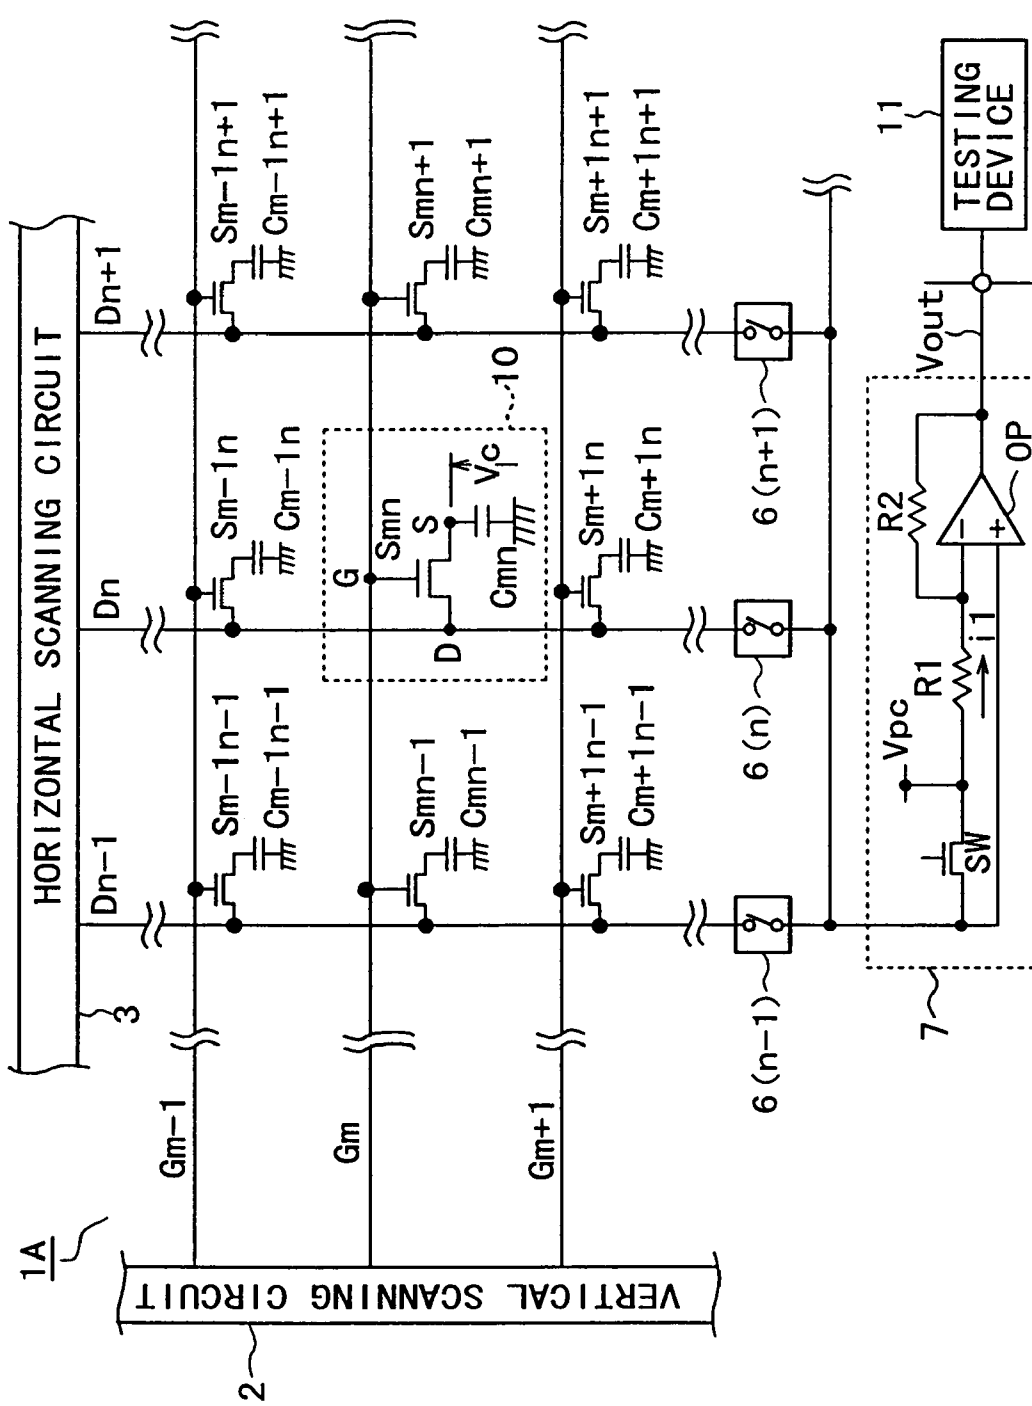 1A
HORIZONTAL SCANNING CIRCUIT
3
Dn-1
Dn
Dn+1
VERTICAL SCANNING CIRCUIT
2
Gm-1
Sm-1n-1
Cm-1n-1
Sm-1n
Cm-1n
Sm-1n+1
Cm-1n+1
Gm
Smn-1
Cmn-1
G
Smn
D
S
Vc
Cmn
10
Smn+1
Cmn+1
Gm+1
Sm+1n-1
Cm+1n-1
Sm+1n
Cm+1n
Sm+1n+1
Cm+1n+1
6(n-1)
6(n)
6(n+1)
7
SW
Vpc
R1
i1
R2
−
+
OP
Vout
11
TESTING
DEVICE